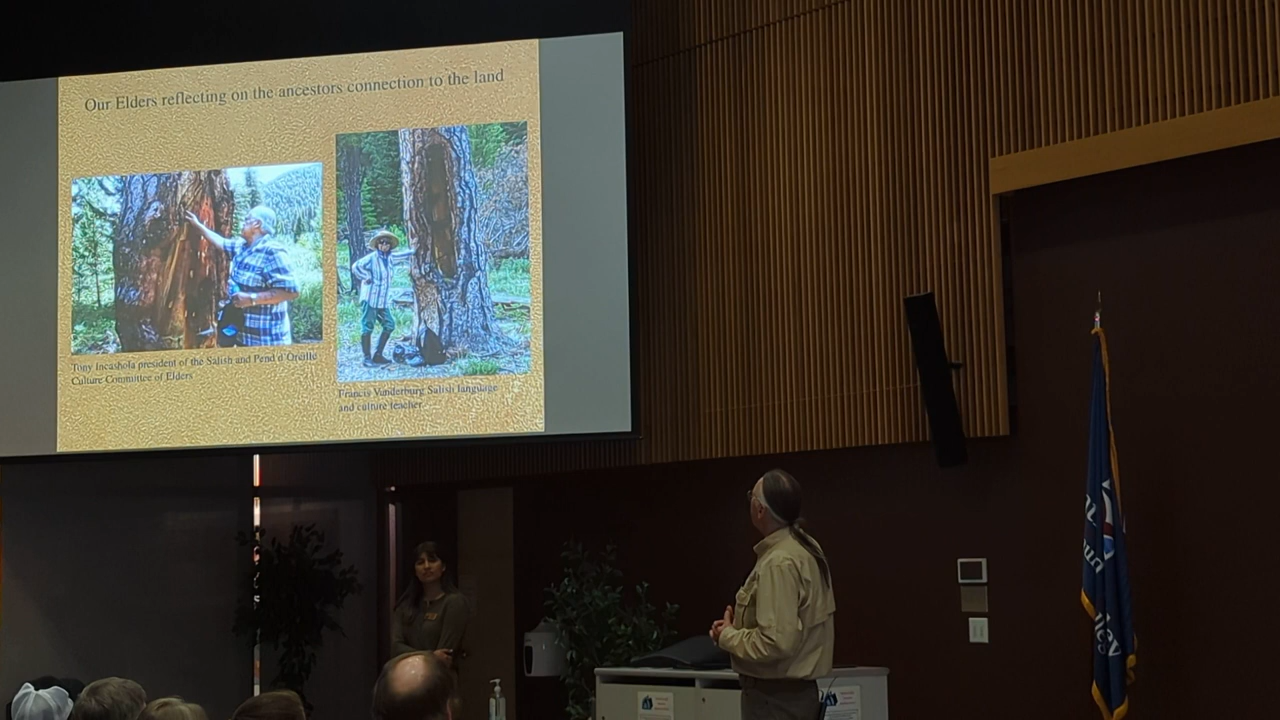 Our Elders reflecting on the ancestors connection to the land
Tony Incashola president of the Salish and Pend d'Oreille
Culture Committee of Elders
Francis Vanderburg Salish language
and culture teacher.